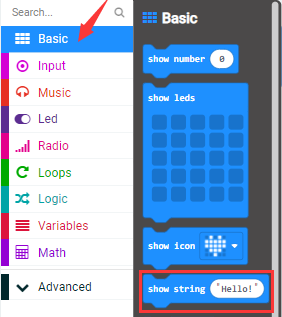 Search...
Basic
Input
Music
Led
Radio
Loops
Logic
Variables
Math
Advanced
Basic
show number 0
show leds
show icon
show string "Hello!"